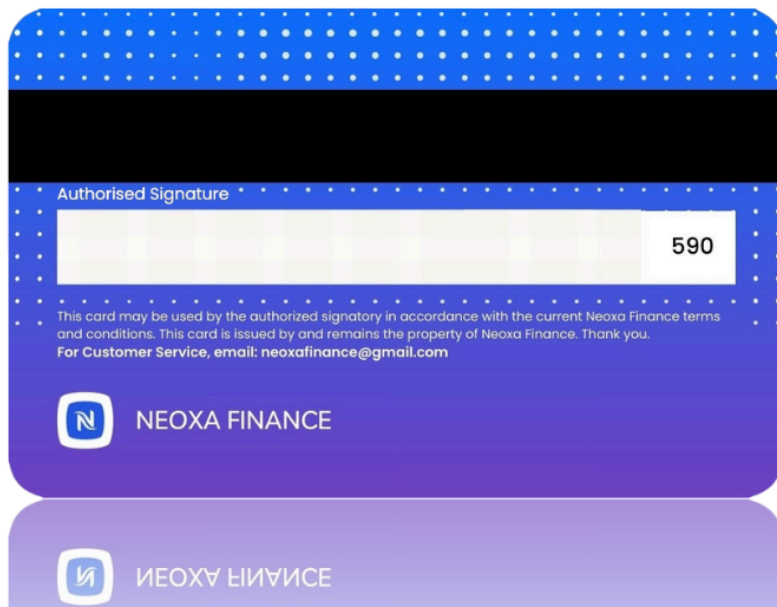 Authorised Signature
590
This card may be used by the authorized signatory in accordance with the current Neoxa Finance terms
and conditions. This card is issued by and remains the property of Neoxa Finance. Thank you.
For Customer Service, email: neoxafinance@gmail.com
N
NEOXA FINANCE
N
NEOXA FINANCE